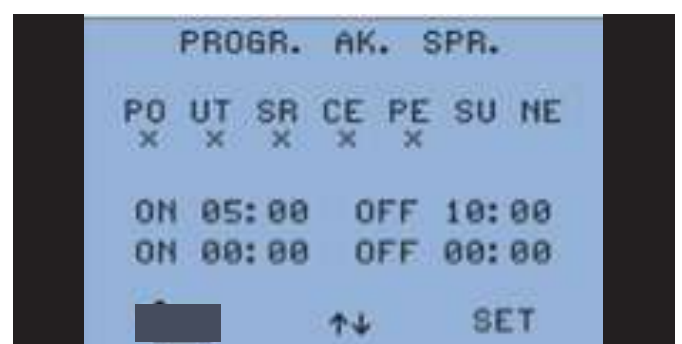 PROGR. AK. SPR.
PO UT SR CE PE SU NE
× × × × ×
ON 05:00 OFF 10:00
ON 00:00 OFF 00:00
↑↓ SET